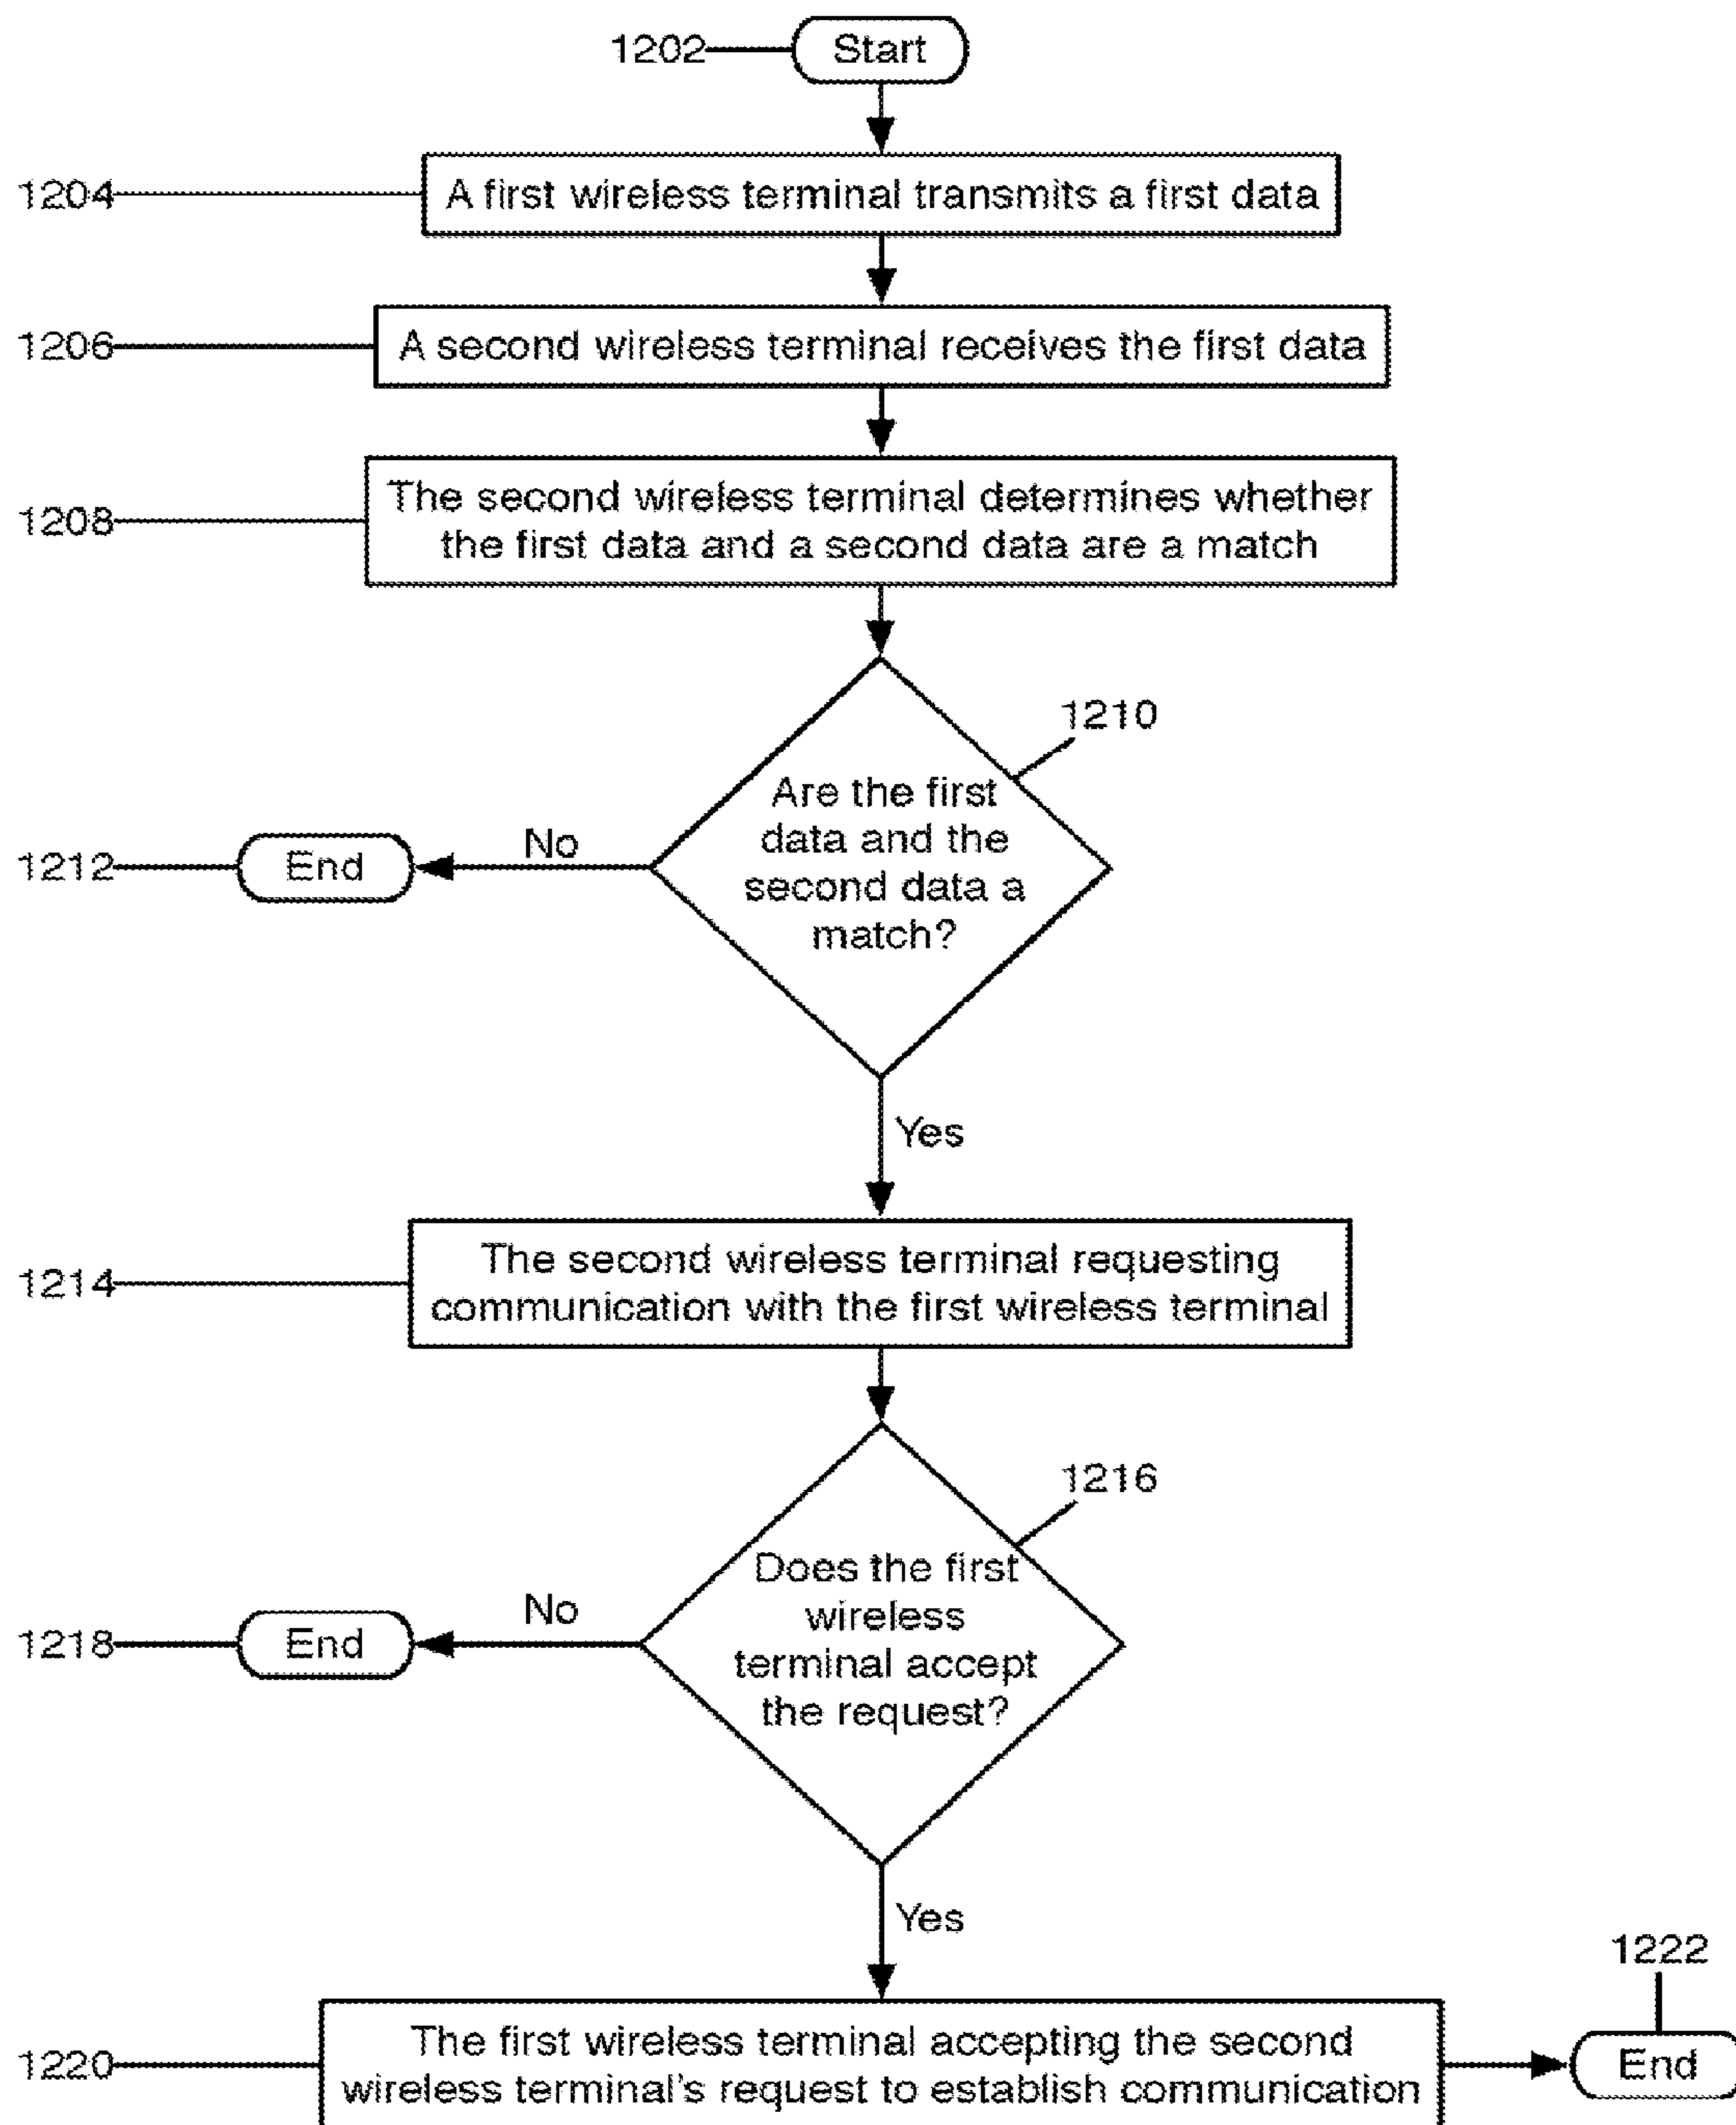 1202
Start
1204
A first wireless terminal transmits a first data
1206
A second wireless terminal receives the first data
1208
The second wireless terminal determines whether
the first data and a second data are a match
1210
Are the first
data and the
second data a
match?
No
1212
End
Yes
1214
The second wireless terminal requesting
communication with the first wireless terminal
1216
Does the first
wireless
terminal accept
the request?
No
1218
End
Yes
1220
The first wireless terminal accepting the second
wireless terminal's request to establish communication
1222
End